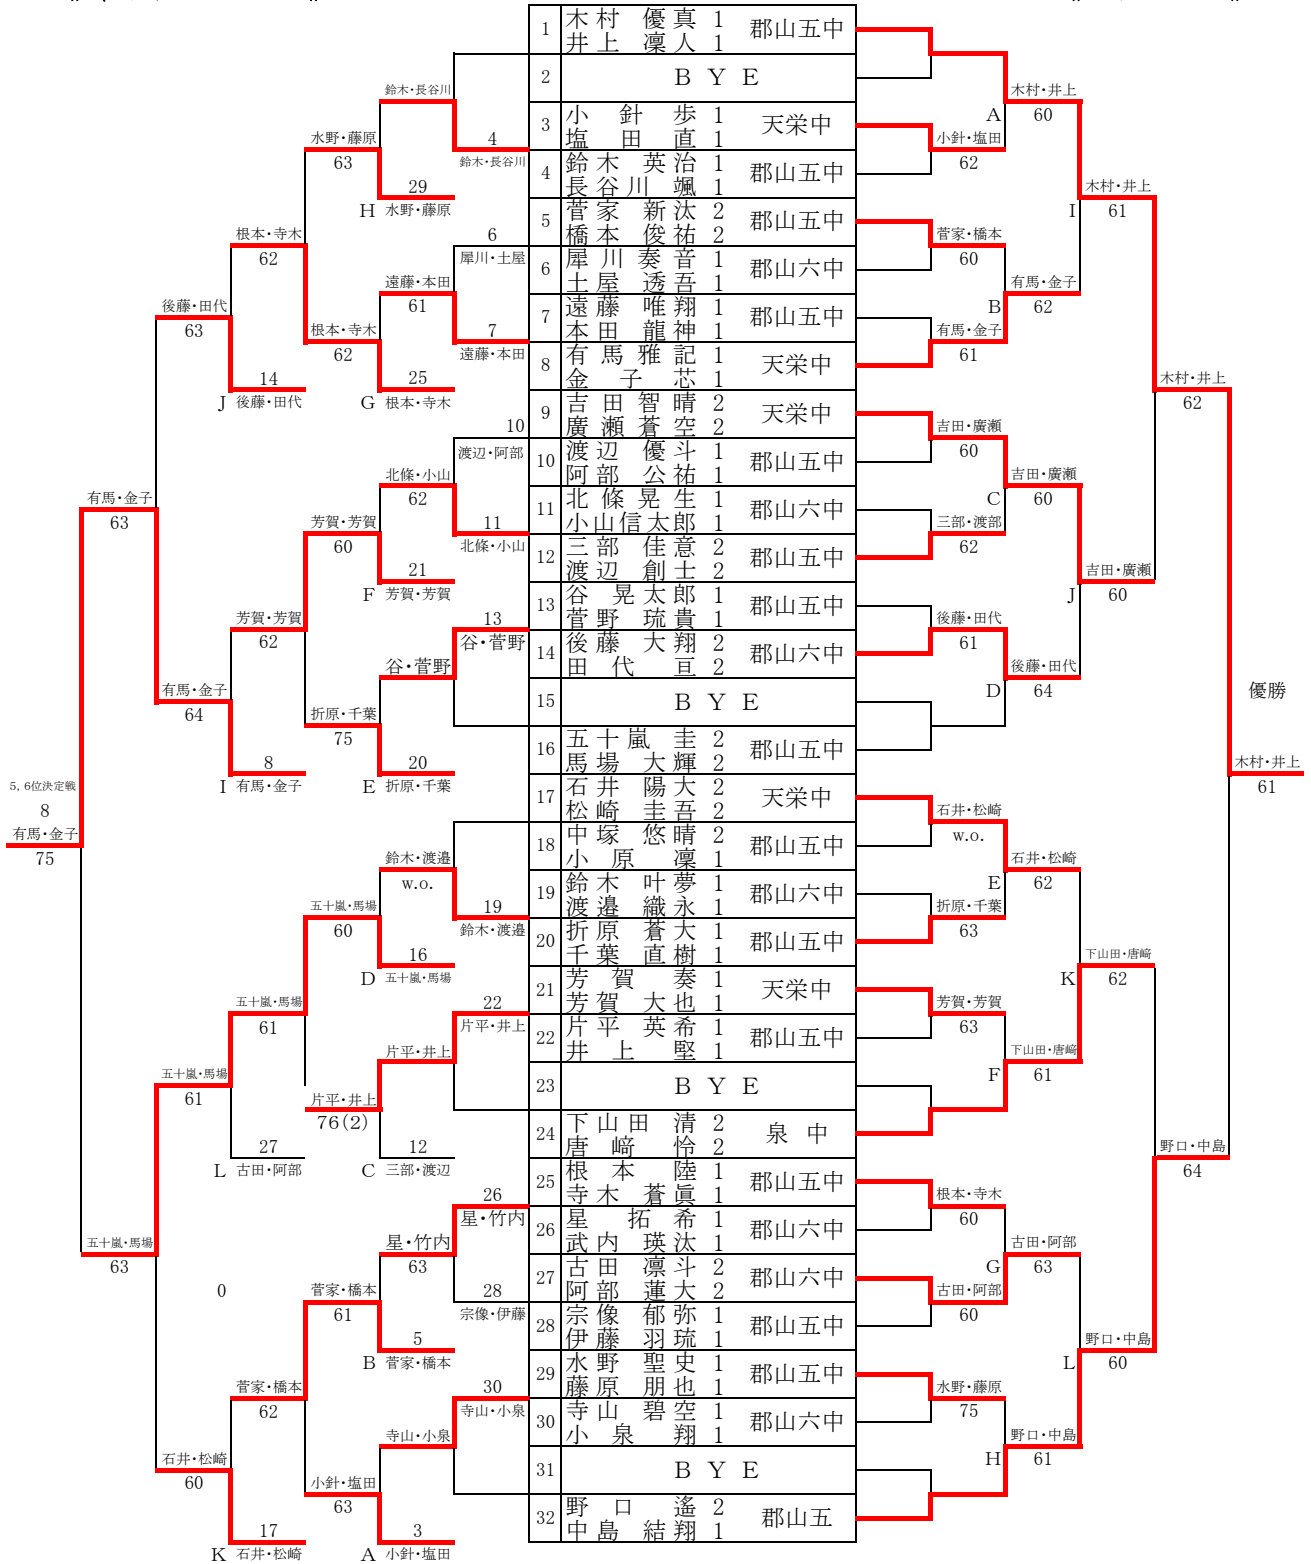 1 木村 優真 1 郡山五中
井上 凜人 1
2 BYE
3 小針 歩 1 天栄中
塩田 直 1
4 鈴木 英治 1 郡山五中
長谷川 颯 1
5 菅家 新汰 2 郡山五中
橋本 俊祐 2
6 犀川 奏音 1 郡山六中
土屋 透吾 1
7 遠藤 唯翔 1 郡山五中
本田 龍神 1
8 有馬 雅記 1 天栄中
金子 芯 1
9 吉田 智晴 2 天栄中
廣瀬 蒼空 2
10 渡辺 優斗 1 郡山五中
阿部 公祐 1
11 北條 晃生 1 郡山六中
小山 信太郎 1
12 三部 佳意 2 郡山五中
渡辺 創士 2
13 谷 晃太郎 1 郡山五中
菅野 琉貴 1
14 後藤 大翔 2 郡山六中
田代 亘 2
15 BYE
16 五十嵐 圭 2 郡山五中
馬場 大輝 2
17 石井 陽大 2 天栄中
松崎 圭吾 2
18 中塚 悠晴 2 郡山五中
小原 凜 1
19 鈴木 叶夢 1 郡山六中
渡邉 織永 1
20 折原 蒼大 1 郡山五中
千葉 直樹 1
21 芳賀 奏 1 天栄中
芳賀 大也 1
22 片平 英希 1 郡山五中
井上 堅 1
23 BYE
24 下山田 清 2 泉中
唐﨑 怜 2
25 根本 陸 1 郡山五中
寺木 蒼眞 1
26 星 拓希 1 郡山六中
武内 瑛汰 1
27 古田 凛斗 2 郡山六中
阿部 蓮大 2
28 宗像 郁弥 1 郡山五中
伊藤 羽琉 1
29 水野 聖史 1 郡山五中
藤原 朋也 1
30 寺山 碧空 1 郡山六中
小泉 翔 1
31 BYE
32 野口 遙 2 郡山五
中島 結翔 1
A
小針・塩田
62
木村・井上
60
菅家・橋本
60
B
有馬・金子
61
有馬・金子
62
I
木村・井上
61
吉田・廣瀬
60
C
三部・渡部
62
吉田・廣瀬
60
後藤・田代
61
D
後藤・田代
64
J
吉田・廣瀬
60
木村・井上
62
石井・松崎
w.o.
E
折原・千葉
63
石井・松崎
62
芳賀・芳賀
63
F
下山田・唐﨑
61
K
下山田・唐﨑
62
根本・寺木
60
G
古田・阿部
60
古田・阿部
63
水野・藤原
75
H
野口・中島
61
L
野口・中島
60
野口・中島
64
優勝
木村・井上
61
鈴木・長谷川
4
鈴木・長谷川
水野・藤原
63
29
H 水野・藤原
6
犀川・土屋
遠藤・本田
61
7
遠藤・本田
根本・寺木
62
根本・寺木
62
25
G 根本・寺木
後藤・田代
63
14
J 後藤・田代
10
渡辺・阿部
北條・小山
62
11
北條・小山
芳賀・芳賀
60
21
F 芳賀・芳賀
13
谷・菅野
谷・菅野
芳賀・芳賀
62
折原・千葉
75
20
E 折原・千葉
有馬・金子
63
有馬・金子
64
8
I 有馬・金子
5,6位決定戦
8
有馬・金子
75
鈴木・渡邉
w.o.
19
鈴木・渡邉
五十嵐・馬場
60
16
D 五十嵐・馬場
22
片平・井上
片平・井上
五十嵐・馬場
61
片平・井上
76(2)
12
C 三部・渡辺
五十嵐・馬場
61
27
L 古田・阿部
26
星・竹内
星・竹内
63
28
宗像・伊藤
五十嵐・馬場
63
0
菅家・橋本
61
5
B 菅家・橋本
30
寺山・小泉
寺山・小泉
菅家・橋本
62
小針・塩田
63
3
A 小針・塩田
石井・松崎
60
17
K 石井・松崎